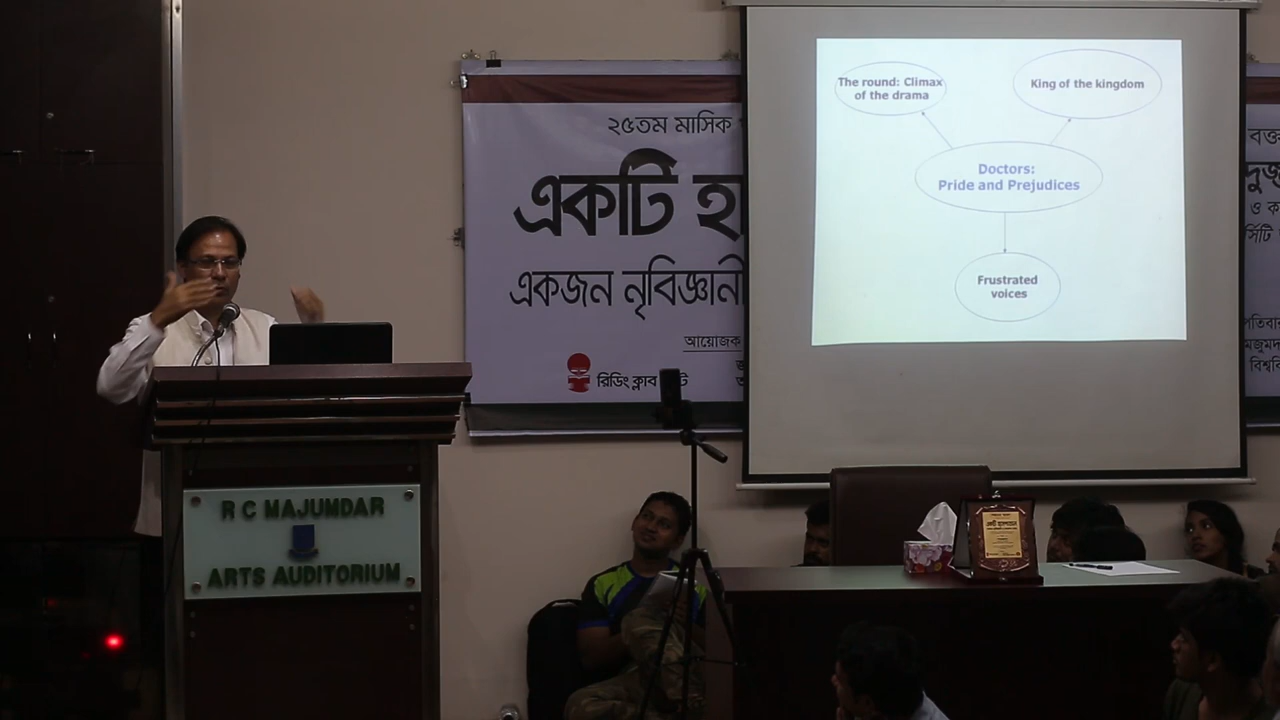 ২৫তম মাসিক
একটি
একজন নৃবিজ্ঞানী
আয়োজক
রিডিং ক্লাব
The round: Climax
of the drama
King of the kingdom
Doctors:
Pride and Prejudices
Frustrated
voices
ও
R C MAJUMDAR
ARTS AUDITORIUM